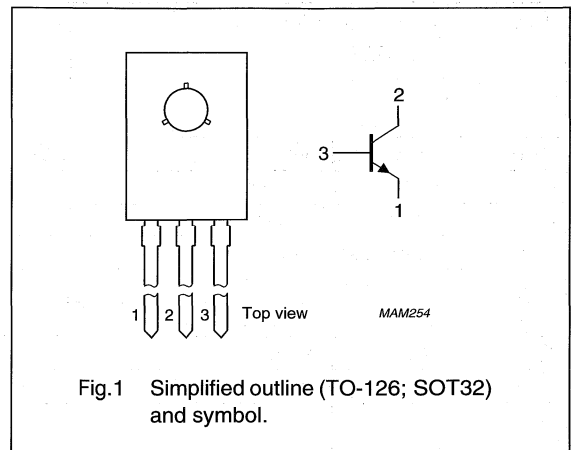 2
3
1
1 2 3 Top view
MAM254
Fig.1 Simplified outline (TO-126; SOT32)
and symbol.